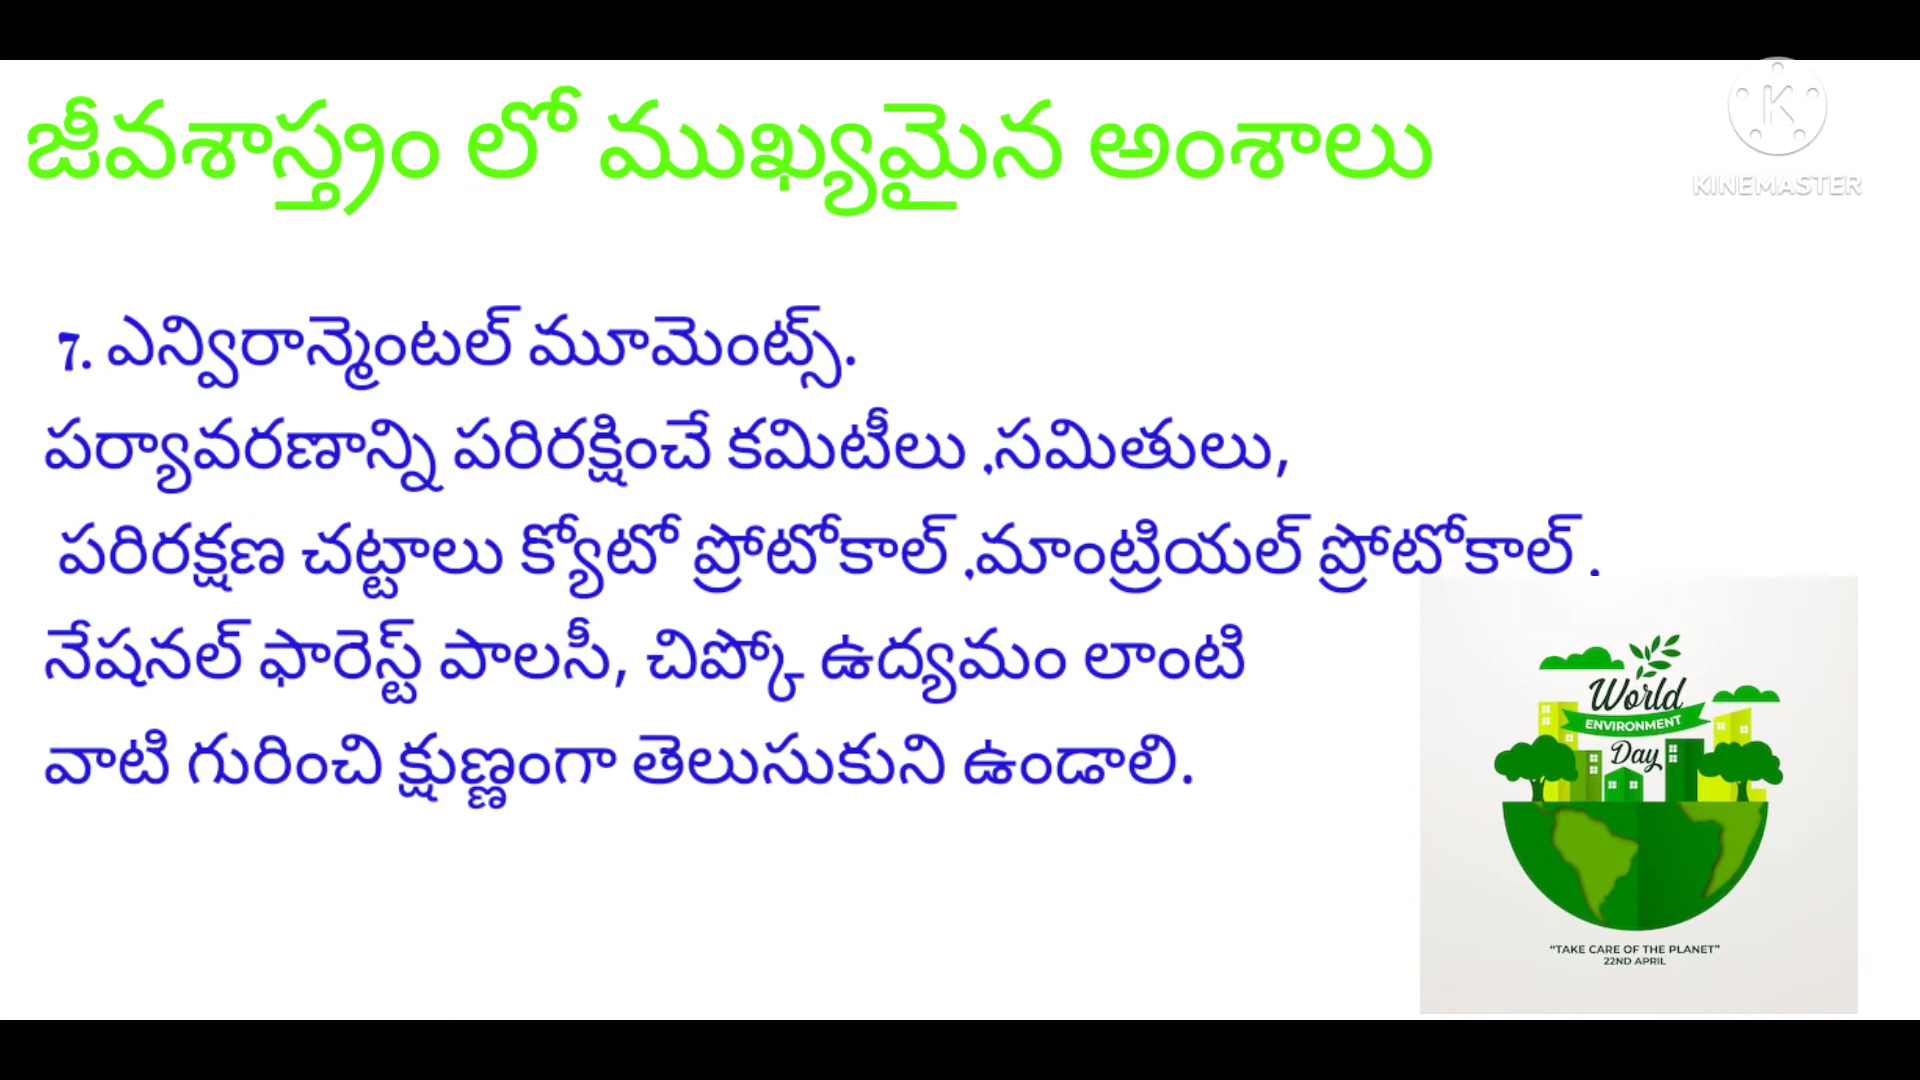 జీవశాస్త్రం లో ముఖ్యమైన అంశాలు
KINEMASTER
7. ఎన్విరాన్మెంటల్ మూమెంట్స్.
పర్యావరణాన్ని పరిరక్షించే కమిటీలు .సమితులు,
పరిరక్షణ చట్టాలు క్యోటో ప్రోటోకాల్ .మాంట్రియల్ ప్రోటోకాల్ .
నేషనల్ ఫారెస్ట్ పాలసీ, చిప్కో ఉద్యమం లాంటి
వాటి గురించి క్షుణ్ణంగా తెలుసుకుని ఉండాలి.
World
ENVIRONMENT
Day
“TAKE CARE OF THE PLANET”
22ND APRIL